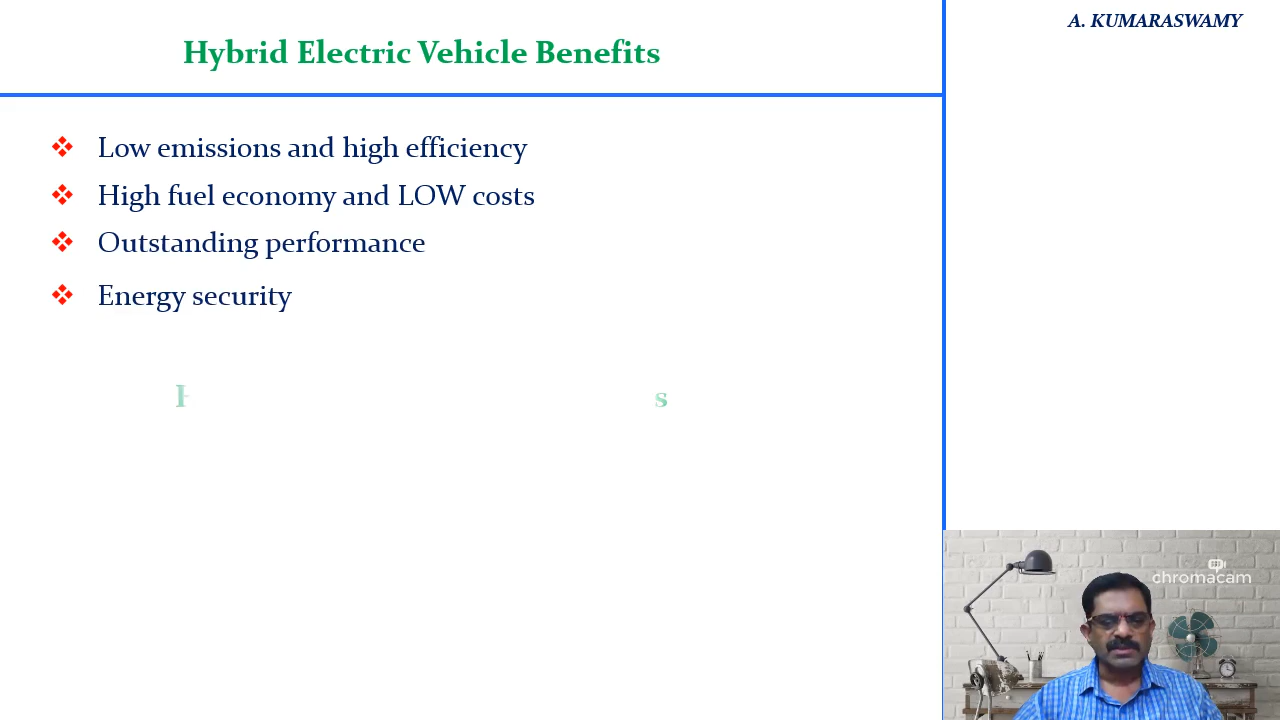 Hybrid Electric Vehicle Benefits
A. KUMARASWAMY
Low emissions and high efficiency
High fuel economy and LOW costs
Outstanding performance
Energy security
s
chromacam